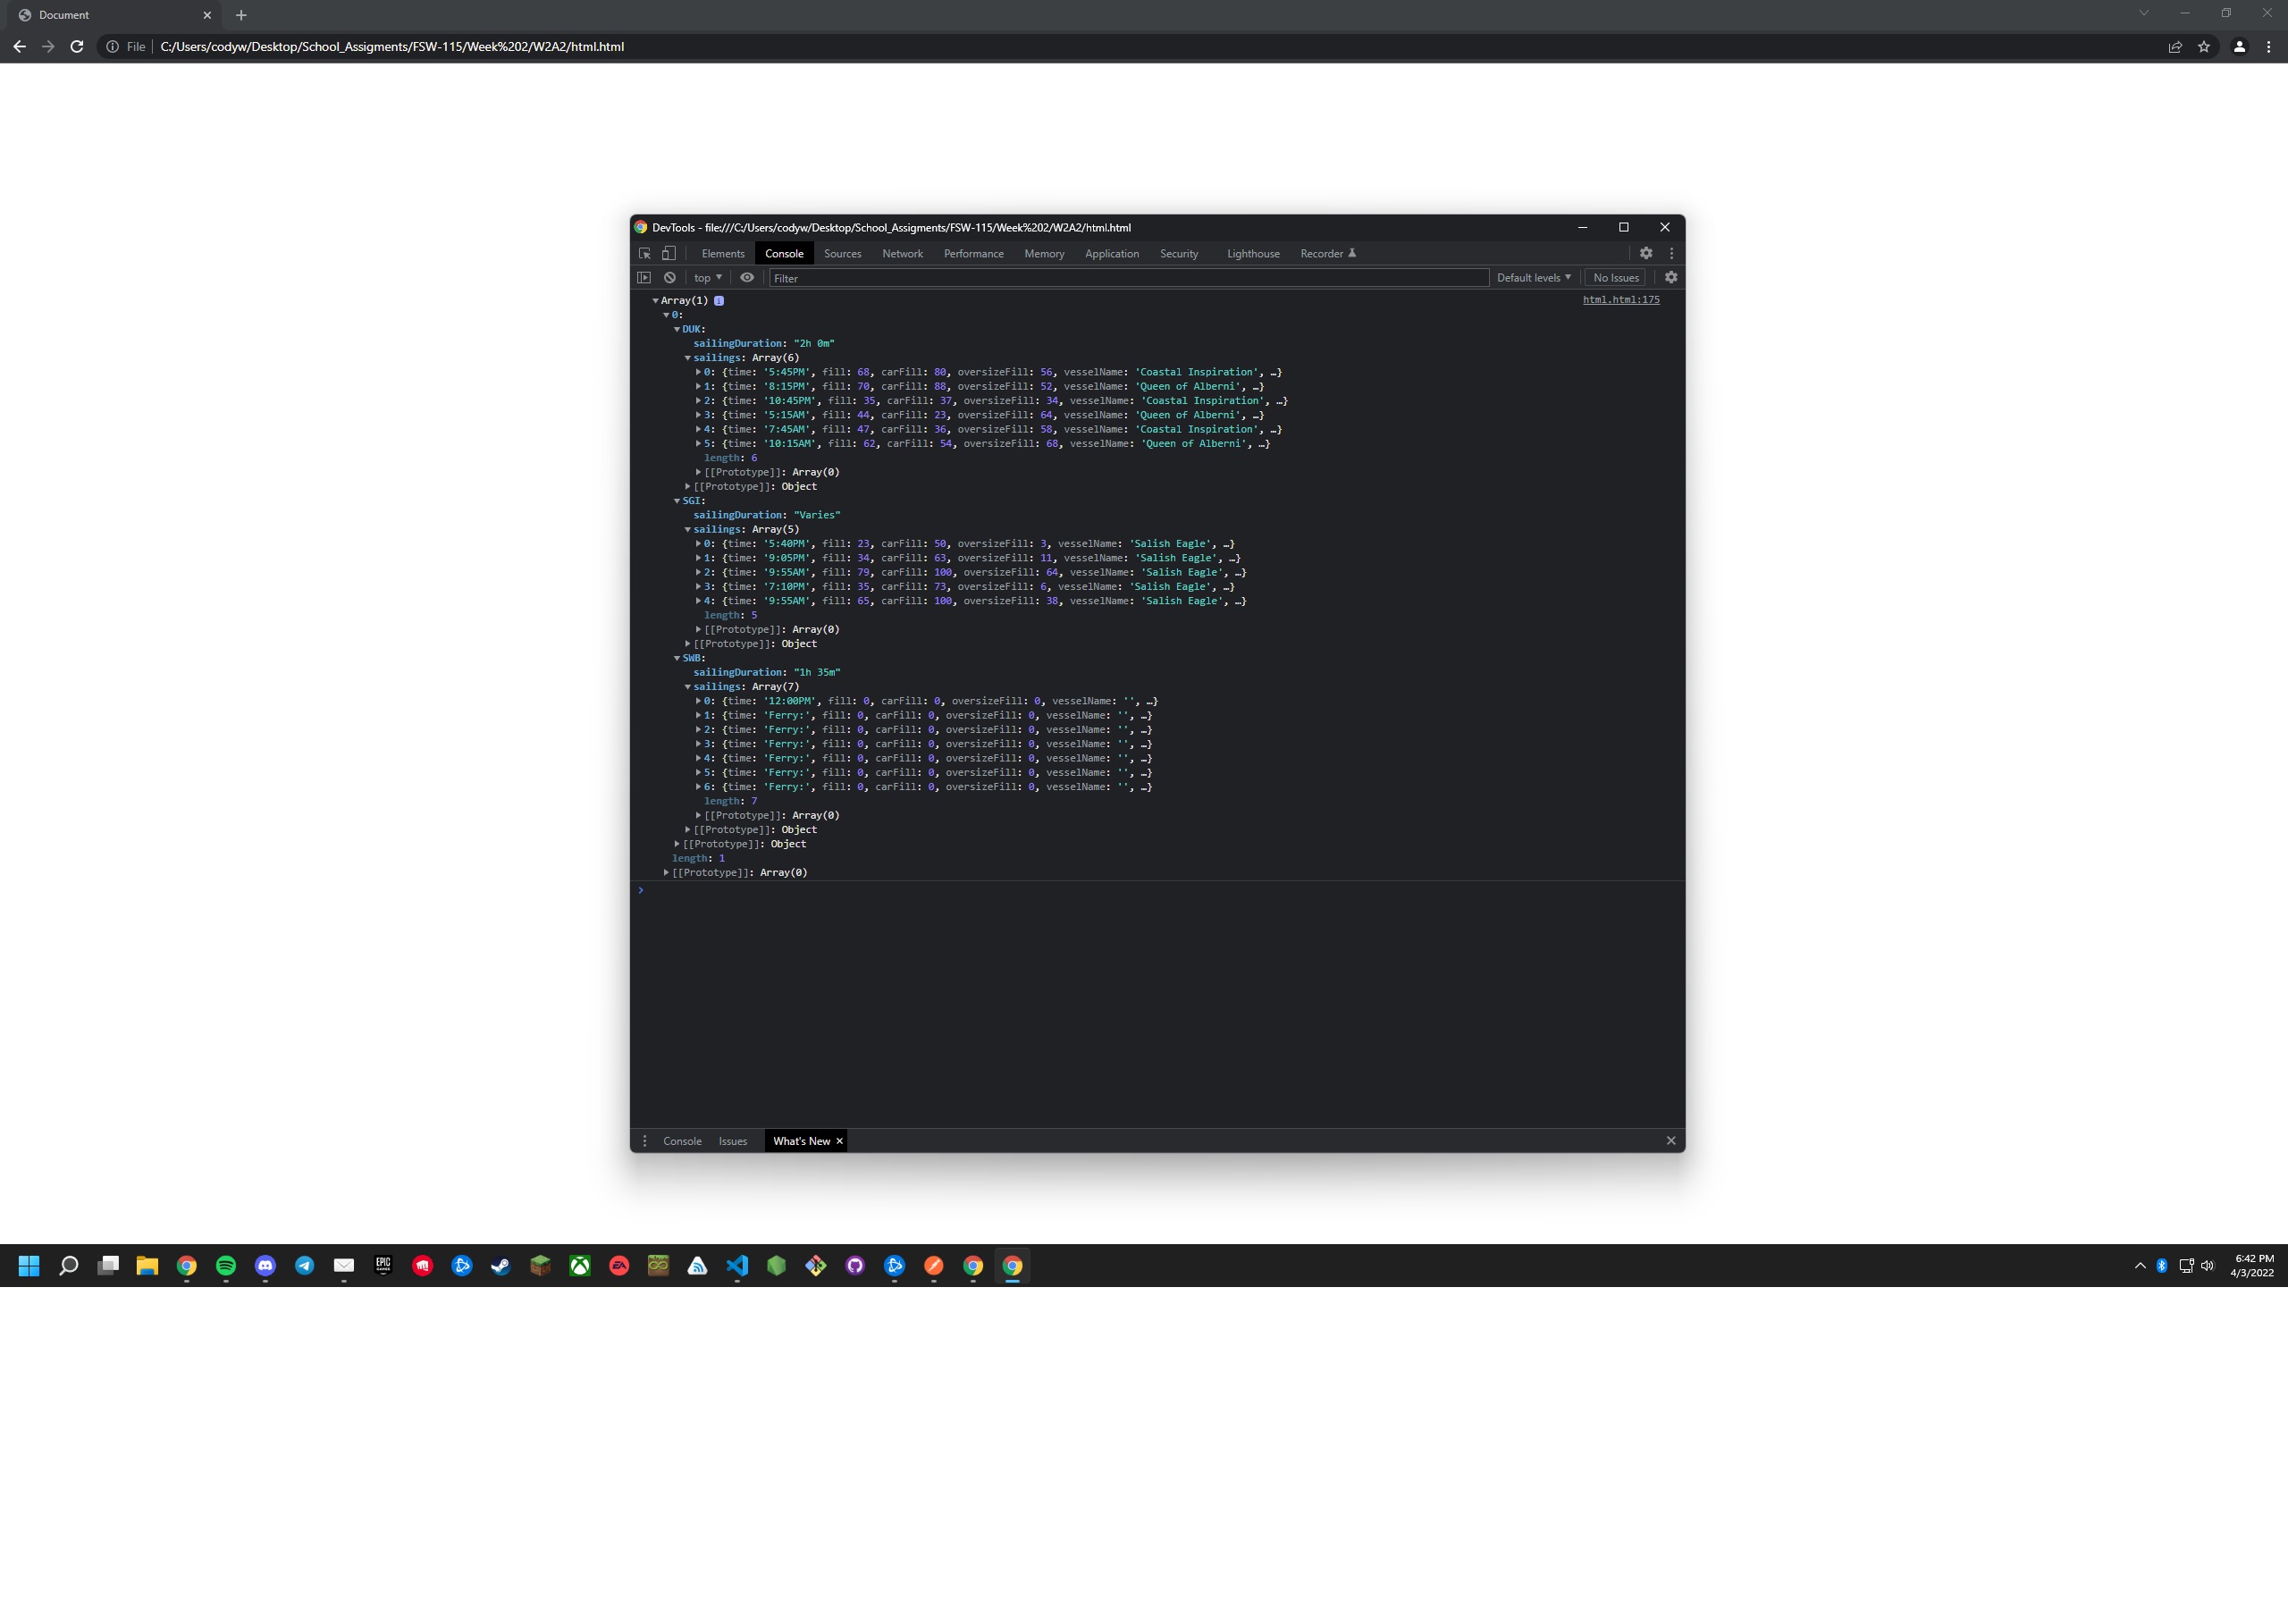 Document
File C:/Users/codyw/Desktop/School_Assigments/FSW-115/Week%202/W2A2/html.html
DevTools - file:///C:/Users/codyw/Desktop/School_Assigments/FSW-115/Week%202/W2A2/html.html
Elements Console Sources Network Performance Memory Application Security Lighthouse Recorder
top Filter Default levels No Issues
Array(1) i html.html:175
0:
DUK:
sailingDuration: "2h 0m"
sailings: Array(6)
0: {time: '5:45PM', fill: 68, carFill: 80, oversizeFill: 56, vesselName: 'Coastal Inspiration', …}
1: {time: '8:15PM', fill: 70, carFill: 88, oversizeFill: 52, vesselName: 'Queen of Alberni', …}
2: {time: '10:45PM', fill: 35, carFill: 37, oversizeFill: 34, vesselName: 'Coastal Inspiration', …}
3: {time: '5:15AM', fill: 44, carFill: 23, oversizeFill: 64, vesselName: 'Queen of Alberni', …}
4: {time: '7:45AM', fill: 47, carFill: 36, oversizeFill: 58, vesselName: 'Coastal Inspiration', …}
5: {time: '10:15AM', fill: 62, carFill: 54, oversizeFill: 68, vesselName: 'Queen of Alberni', …}
length: 6
[[Prototype]]: Array(0)
[[Prototype]]: Object
SGI:
sailingDuration: "Varies"
sailings: Array(5)
0: {time: '5:40PM', fill: 23, carFill: 50, oversizeFill: 3, vesselName: 'Salish Eagle', …}
1: {time: '9:05PM', fill: 34, carFill: 63, oversizeFill: 11, vesselName: 'Salish Eagle', …}
2: {time: '9:55AM', fill: 79, carFill: 100, oversizeFill: 64, vesselName: 'Salish Eagle', …}
3: {time: '7:10PM', fill: 35, carFill: 73, oversizeFill: 6, vesselName: 'Salish Eagle', …}
4: {time: '9:55AM', fill: 65, carFill: 100, oversizeFill: 38, vesselName: 'Salish Eagle', …}
length: 5
[[Prototype]]: Array(0)
[[Prototype]]: Object
SWB:
sailingDuration: "1h 35m"
sailings: Array(7)
0: {time: '12:00PM', fill: 0, carFill: 0, oversizeFill: 0, vesselName: '', …}
1: {time: 'Ferry:', fill: 0, carFill: 0, oversizeFill: 0, vesselName: '', …}
2: {time: 'Ferry:', fill: 0, carFill: 0, oversizeFill: 0, vesselName: '', …}
3: {time: 'Ferry:', fill: 0, carFill: 0, oversizeFill: 0, vesselName: '', …}
4: {time: 'Ferry:', fill: 0, carFill: 0, oversizeFill: 0, vesselName: '', …}
5: {time: 'Ferry:', fill: 0, carFill: 0, oversizeFill: 0, vesselName: '', …}
6: {time: 'Ferry:', fill: 0, carFill: 0, oversizeFill: 0, vesselName: '', …}
length: 7
[[Prototype]]: Array(0)
[[Prototype]]: Object
[[Prototype]]: Object
length: 1
[[Prototype]]: Array(0)
Console Issues What's New
EPIC GAMES
EA
6:42 PM
4/3/2022